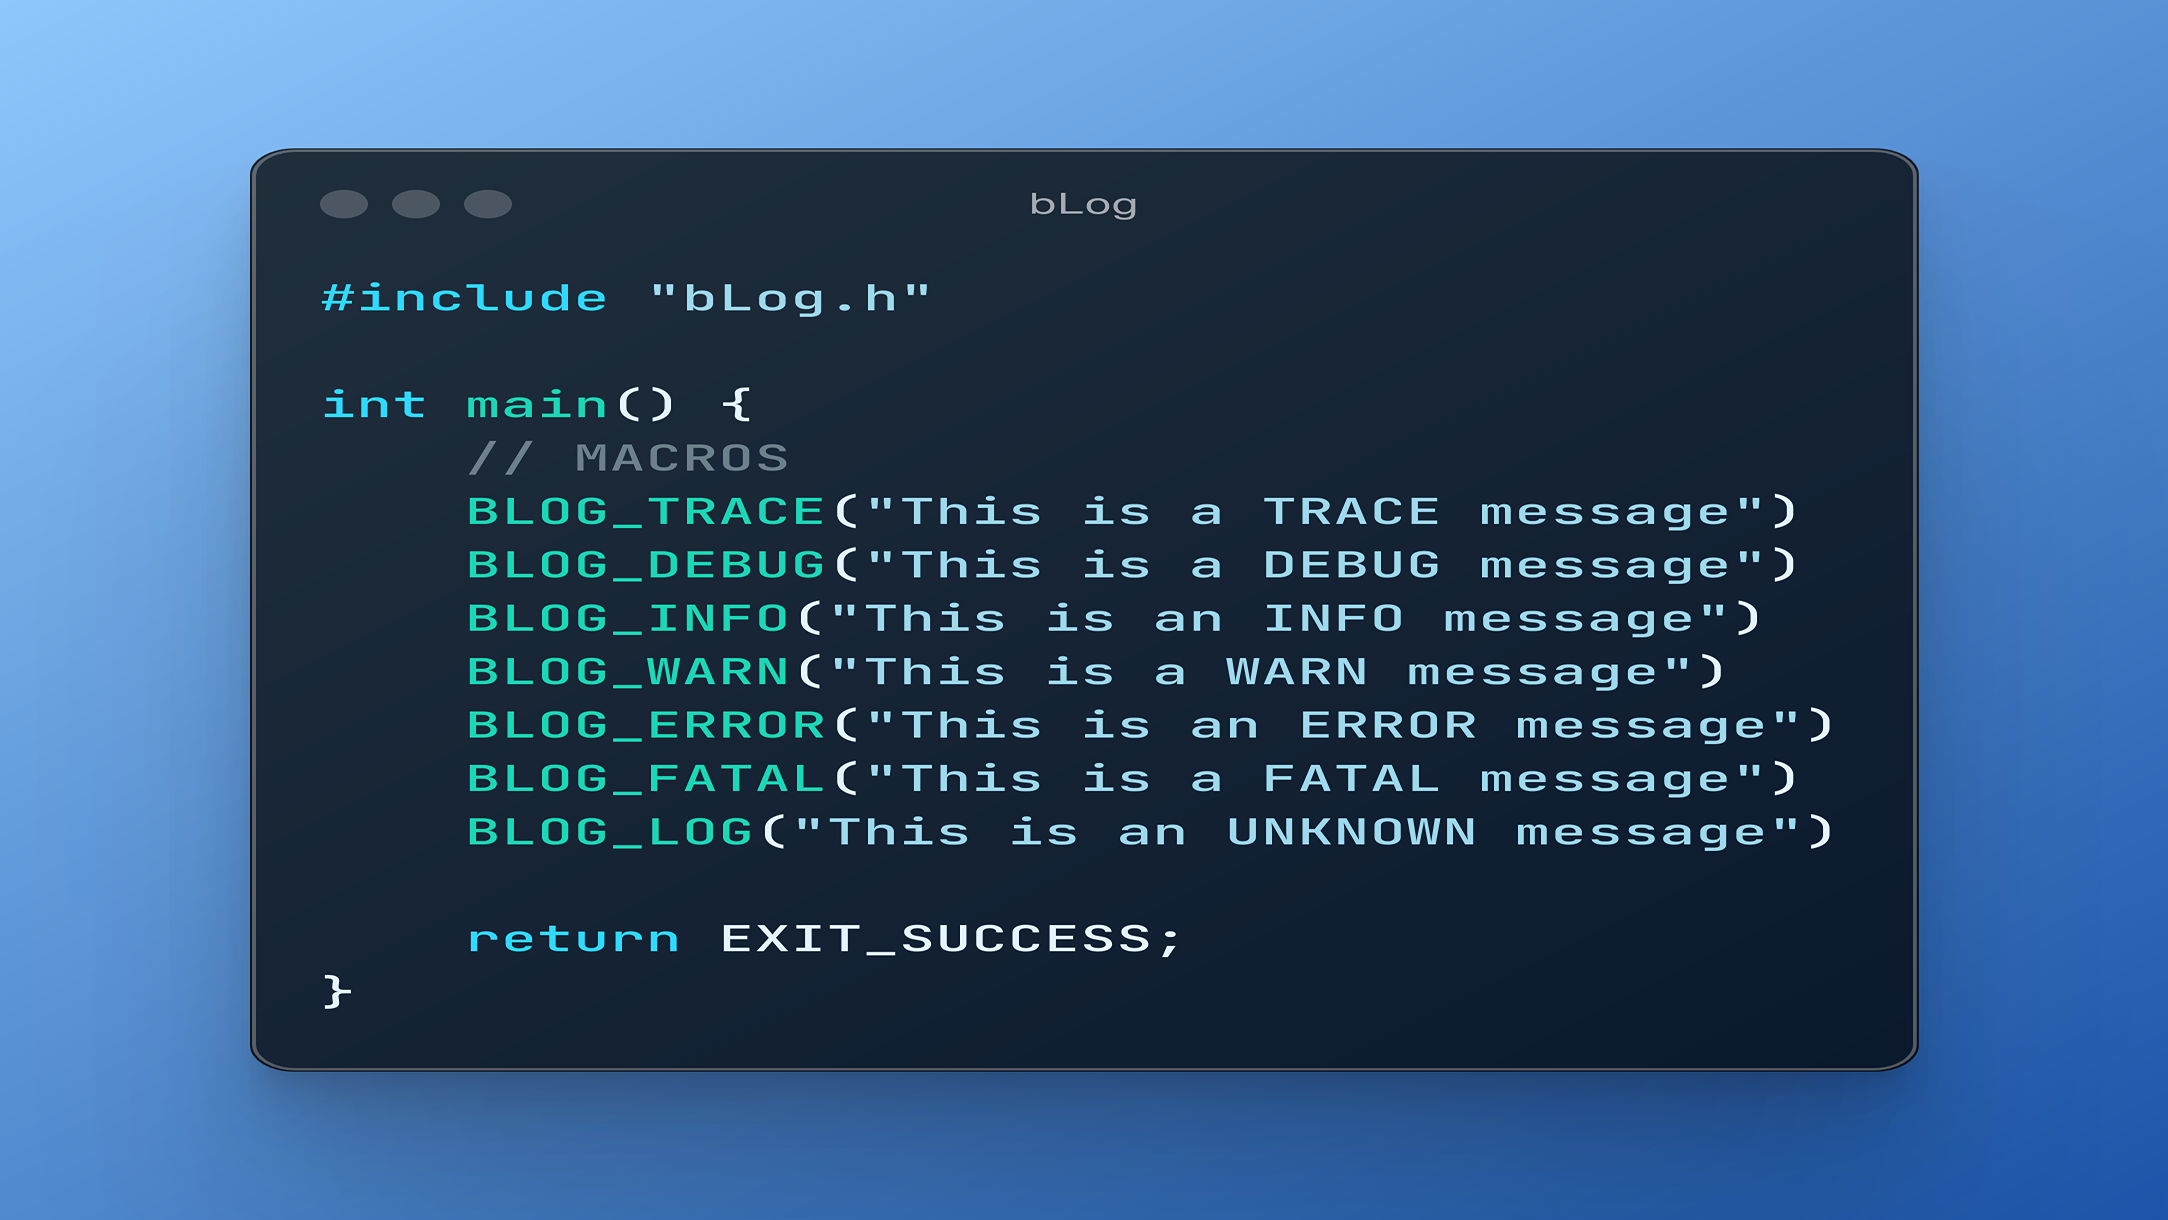 bLog
#include "bLog.h"
int main() {
// MACROS
BLOG_TRACE("This is a TRACE message")
BLOG_DEBUG("This is a DEBUG message")
BLOG_INFO("This is an INFO message")
BLOG_WARN("This is a WARN message")
BLOG_ERROR("This is an ERROR message")
BLOG_FATAL("This is a FATAL message")
BLOG_LOG("This is an UNKNOWN message")
return EXIT_SUCCESS;
}